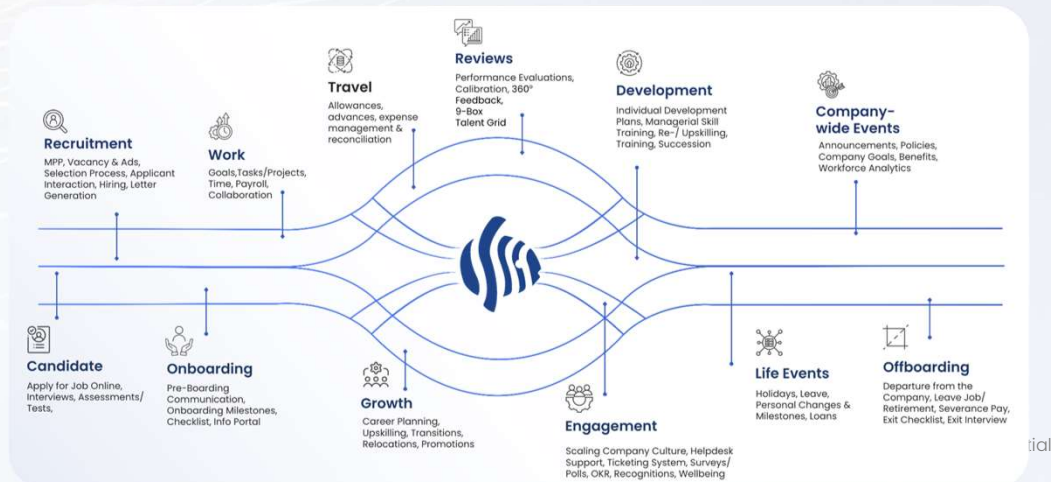 Recruitment
MPP, Vacancy & Ads,
Selection Process, Applicant
Interaction, Hiring, Letter
Generation
Work
Goals,Tasks/Projects,
Time, Payroll,
Collaboration
Travel
Allowances,
advances, expense
management &
reconciliation
Reviews
Performance Evaluations,
Calibration, 360°
Feedback,
9-Box
Talent Grid
Development
Individual Development
Plans, Managerial Skill
Training, Re-/ Upskilling,
Training, Succession
Company-
wide Events
Announcements, Policies,
Company Goals, Benefits,
Workforce Analytics
Candidate
Apply for Job Online,
Interviews, Assessments/
Tests,
Onboarding
Pre-Boarding
Communication,
Onboarding Milestones,
Checklist, Info Portal
Growth
Career Planning,
Upskilling, Transitions,
Relocations, Promotions
Engagement
Scaling Company Culture, Helpdesk
Support, Ticketing System, Surveys/
Polls, OKR, Recognitions, Wellbeing
Life Events
Holidays, Leave,
Personal Changes &
Milestones, Loans
Offboarding
Departure from the
Company, Leave Job/
Retirement, Severance Pay,
Exit Checklist, Exit Interview
tial